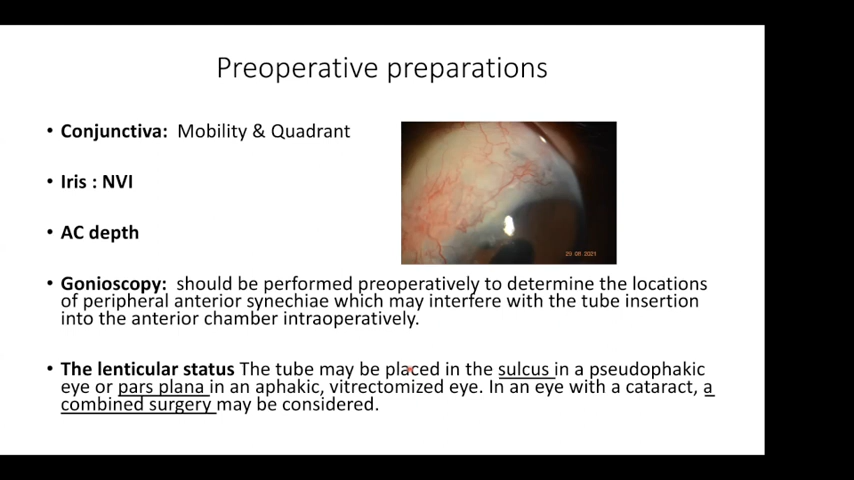 Preoperative preparations
• Conjunctiva: Mobility & Quadrant
• Iris : NVI
• AC depth
• Gonioscopy: should be performed preoperatively to determine the locations
of peripheral anterior synechiae which may interfere with the tube insertion
into the anterior chamber intraoperatively.
• The lenticular status The tube may be placed in the sulcus in a pseudophakic
eye or pars plana in an aphakic, vitrectomized eye. In an eye with a cataract, a
combined surgery may be considered.
29 08 2021